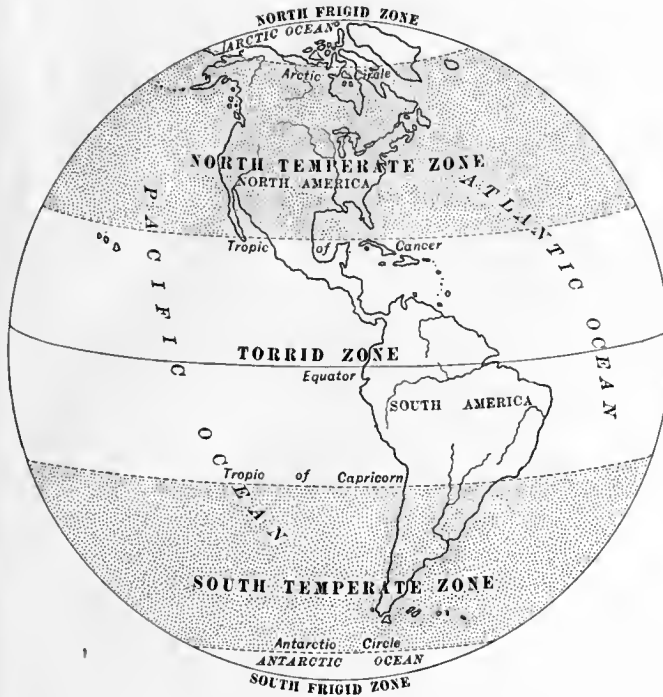 NORTH FRIGID ZONE
ARCTIC OCEAN
Arctic Circle
NORTH TEMPERATE ZONE
NORTH AMERICA
PACIFIC OCEAN
ATLANTIC OCEAN
Tropic of Cancer
TORRID ZONE
Equator
SOUTH AMERICA
Tropic of Capricorn
SOUTH TEMPERATE ZONE
Antarctic Circle
ANTARCTIC OCEAN
SOUTH FRIGID ZONE